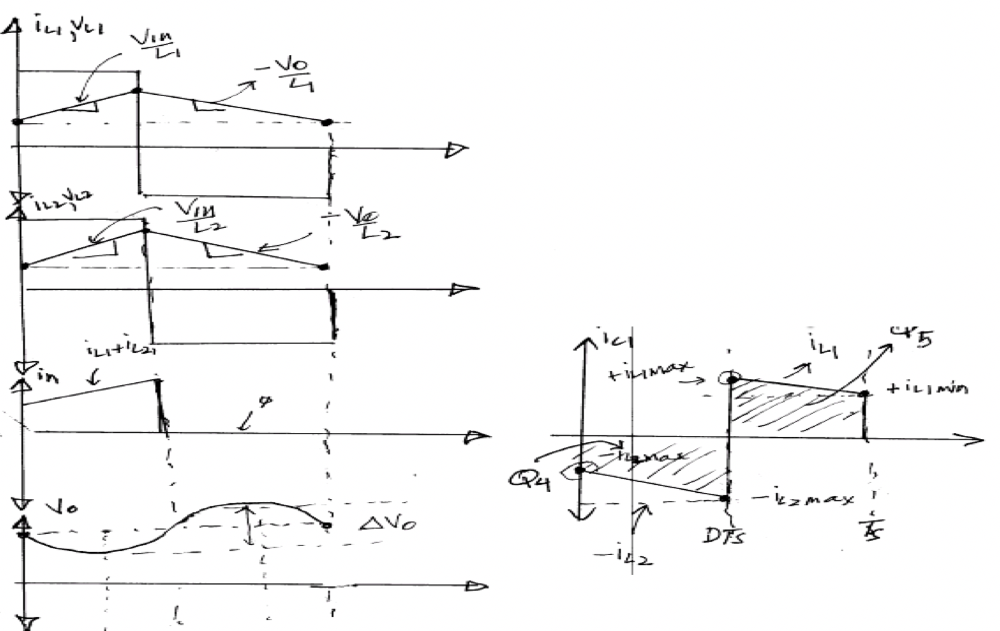 iL1, VL1
Vin/L1
-Vo/L1
iL2, VL2
Vin/L2
-Vo/L2
iL1+iL2
in
φ
Vo
ΔVo
iC1
+iL1max
iL1
+iL1min
Q4
-iL2max
DTs
Ts
-iL2